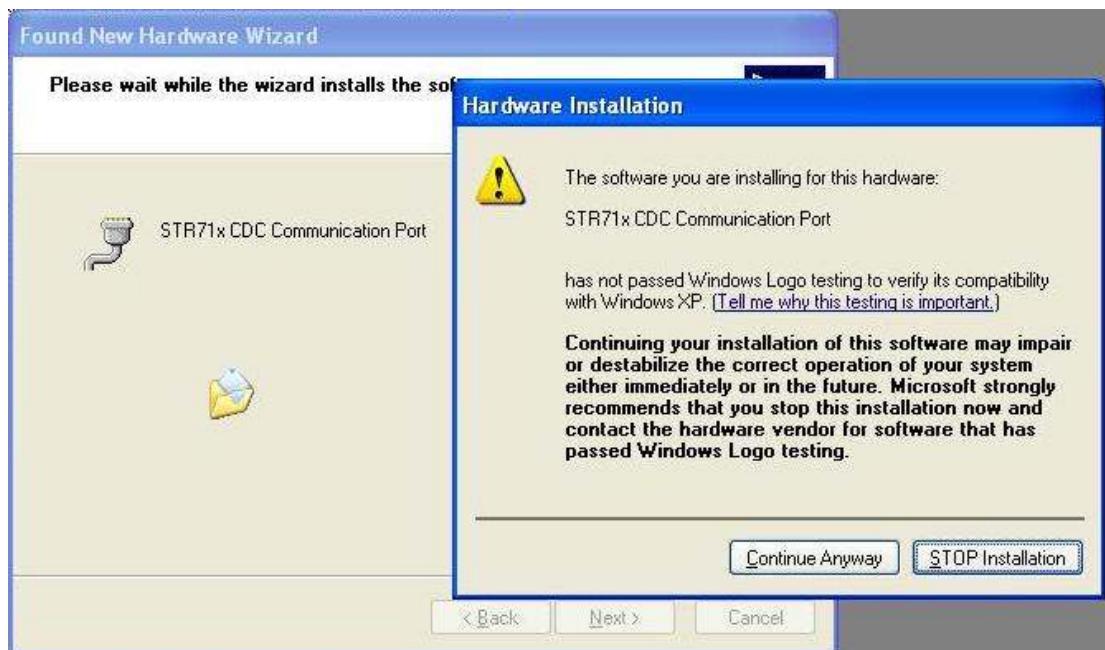 Found New Hardware Wizard
Please wait while the wizard installs the
STR71x CDC Communication Port
< Back
Next >
Cancel
Hardware Installation
The software you are installing for this hardware:
STR71x CDC Communication Port
has not passed Windows Logo testing to verify its compatibility
with Windows XP. (Tell me why this testing is important.)
Continuing your installation of this software may impair
or destabilize the correct operation of your system
either immediately or in the future. Microsoft strongly
recommends that you stop this installation now and
contact the hardware vendor for software that has
passed Windows Logo testing.
Continue Anyway
STOP Installation